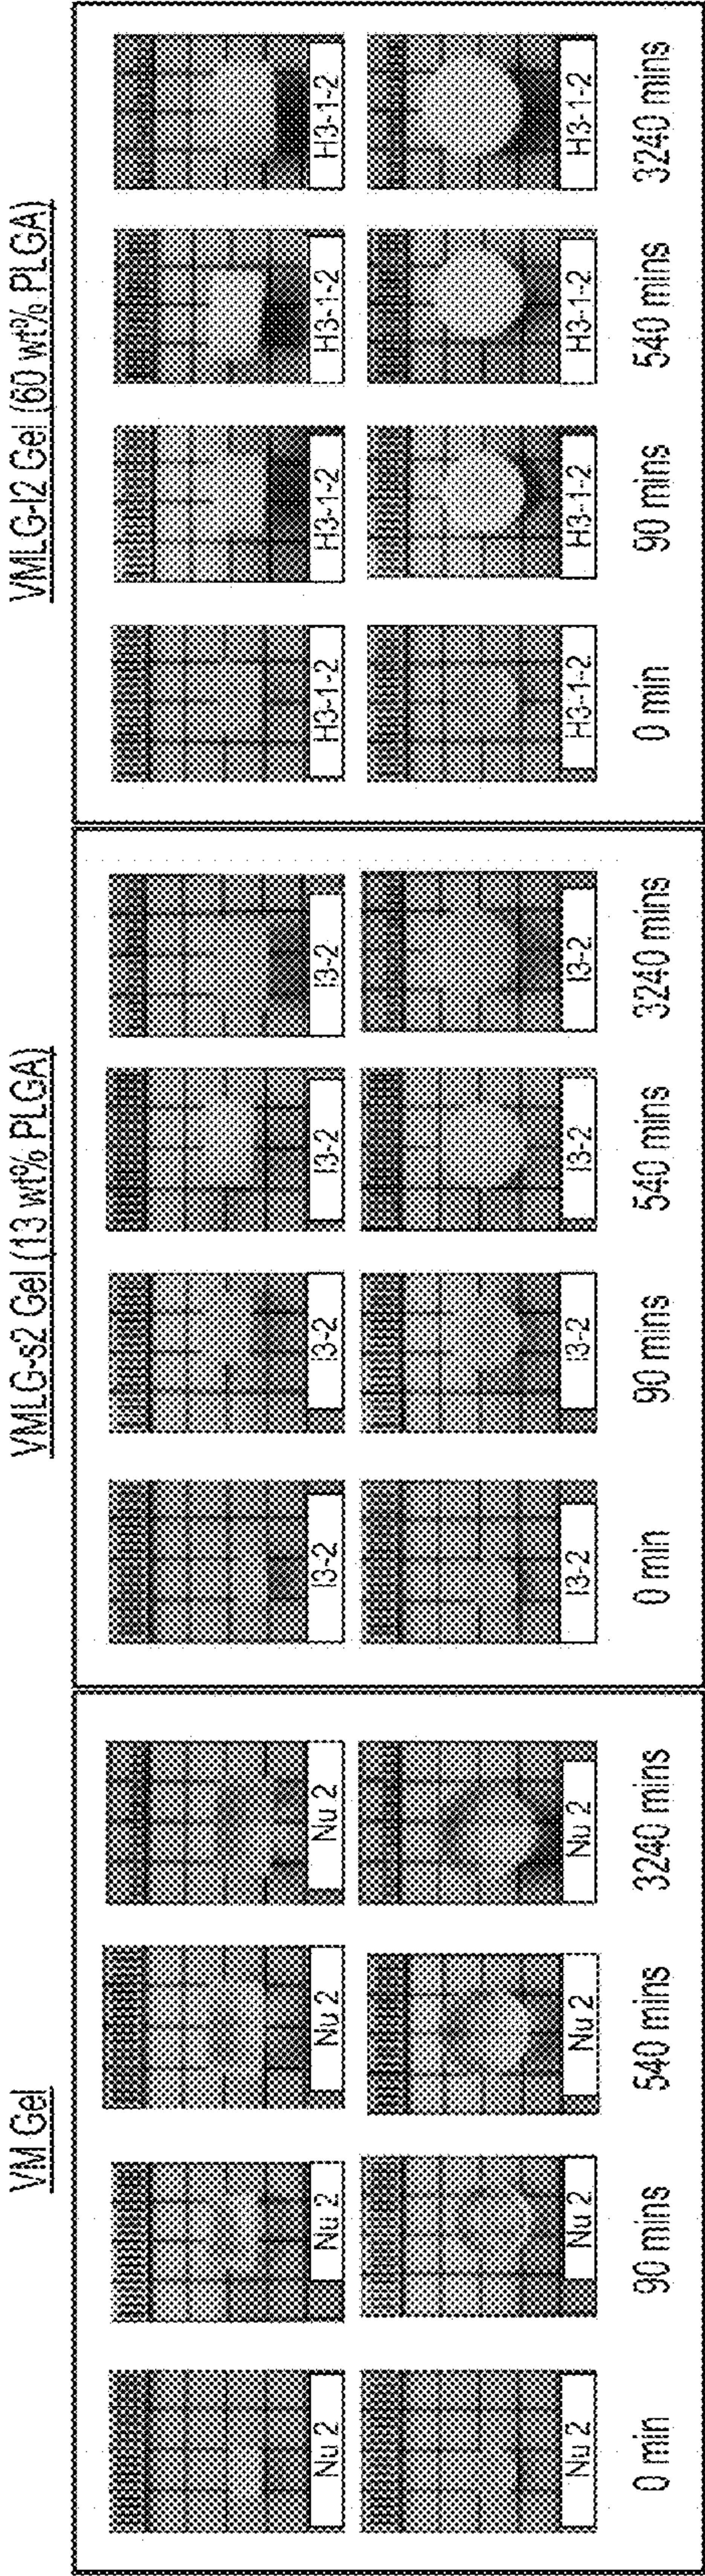 VM Gel
Nu 2 Nu 2 Nu 2 Nu 2
Nu 2 Nu 2 Nu 2 Nu 2
0 min 90 mins 540 mins 3240 mins
VMLG-s2 Gel (13 wt% PLGA)
I3-2 I3-2 I3-2 I3-2
I3-2 I3-2 I3-2 I3-2
0 min 90 mins 540 mins 3240 mins
VMLG-l2 Gel (60 wt% PLGA)
H3-1-2 H3-1-2 H3-1-2 H3-1-2
H3-1-2 H3-1-2 H3-1-2 H3-1-2
0 min 90 mins 540 mins 3240 mins